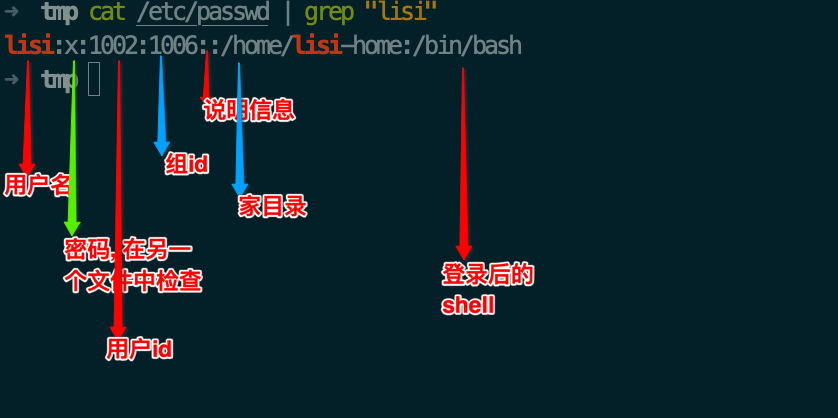 ➜ tmp cat /etc/passwd | grep "lisi"
lisi:x:1002:1006::/home/lisi-home:/bin/bash
➜ tmp
说明信息
组id
用户名
家目录
密码,在另一
个文件中检查
登录后的
shell
用户id